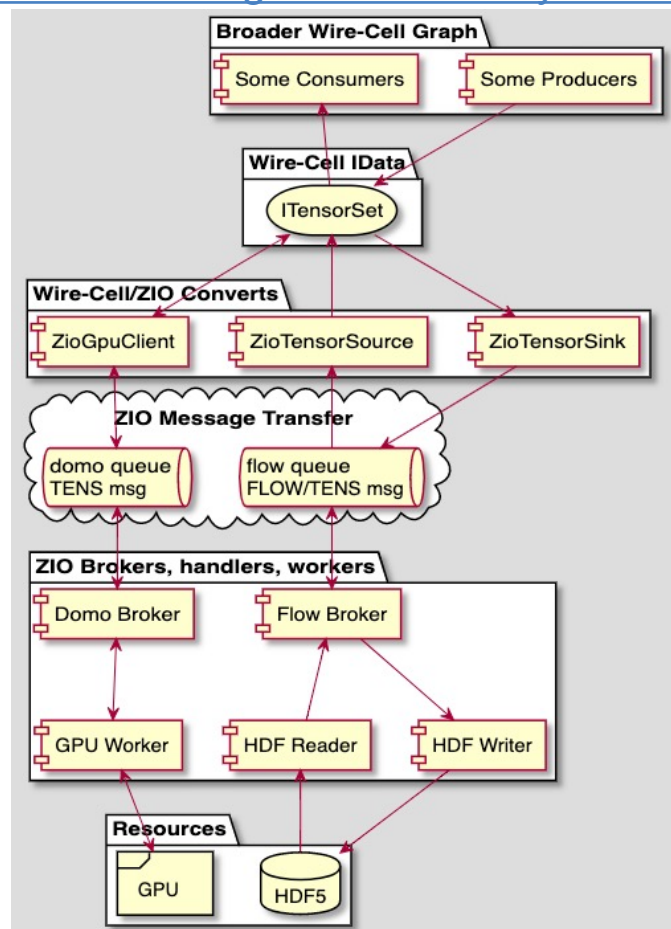 Broader Wire-Cell Graph
Some Consumers
Some Producers
Wire-Cell IData
ITensorSet
Wire-Cell/ZIO Converts
ZioGpuClient
ZioTensorSource
ZioTensorSink
ZIO Message Transfer
domo queue
TENS msg
flow queue
FLOW/TENS msg
ZIO Brokers, handlers, workers
Domo Broker
Flow Broker
GPU Worker
HDF Reader
HDF Writer
Resources
GPU
HDF5